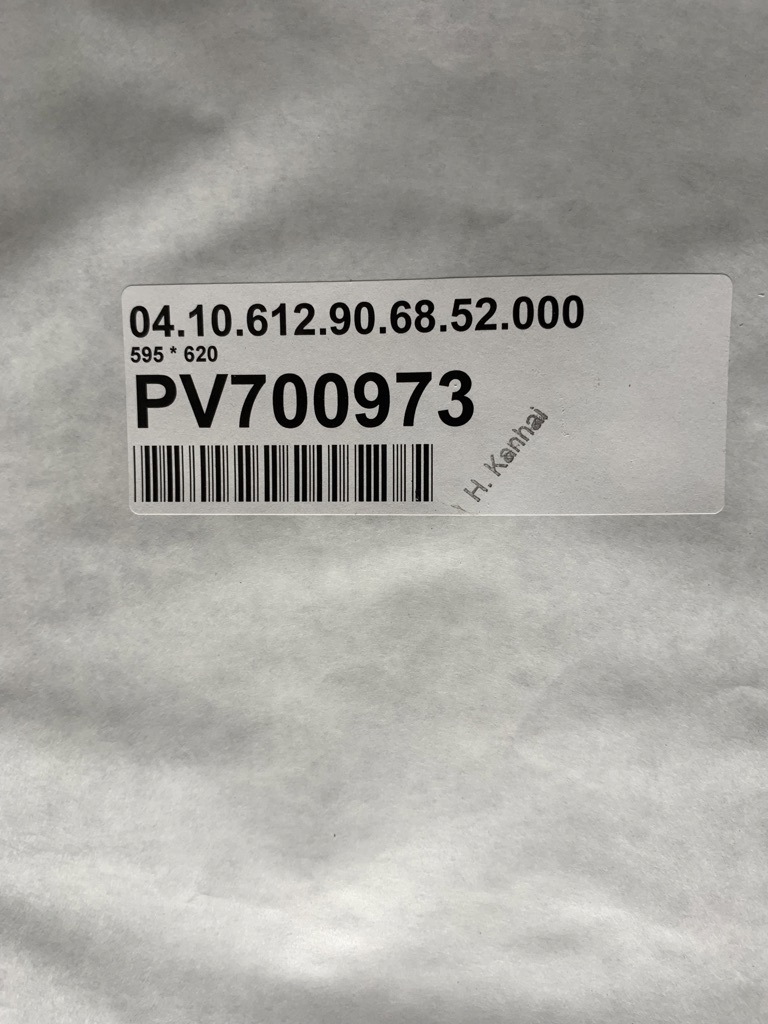 04.10.612.90.68.52.000
595 * 620
PV700973
H. Kanhai